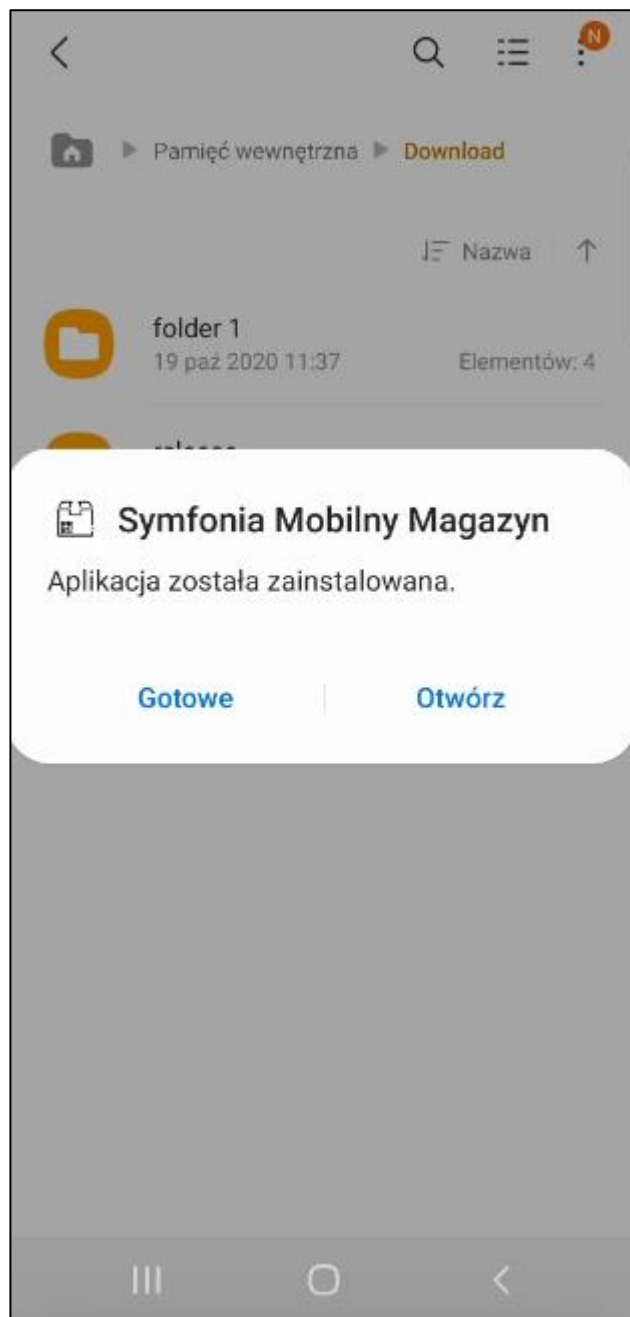 N
Pamięć wewnętrzna Download
Nazwa
folder 1
19 paź 2020 11:37 Elementów: 4
Symfonia Mobilny Magazyn
Aplikacja została zainstalowana.
Gotowe Otwórz